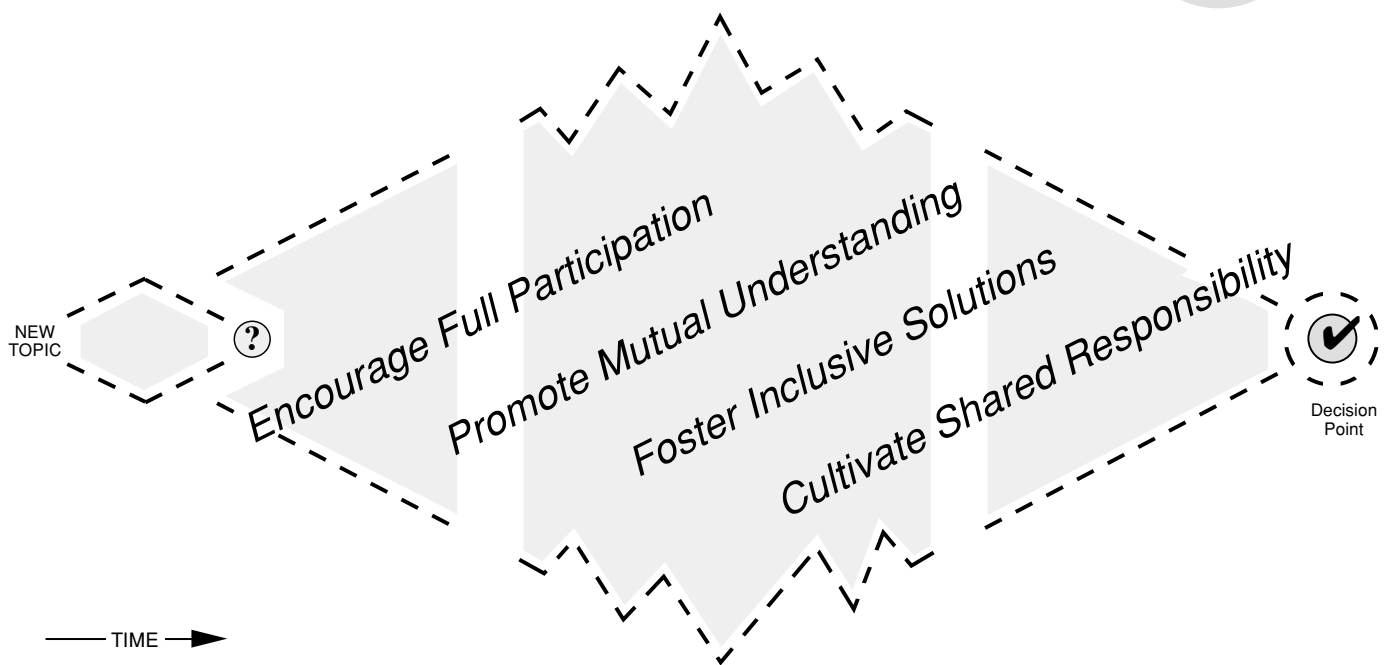 Encourage Full Participation
Promote Mutual Understanding
Foster Inclusive Solutions
Cultivate Shared Responsibility
NEW
TOPIC
?
Decision
Point
TIME